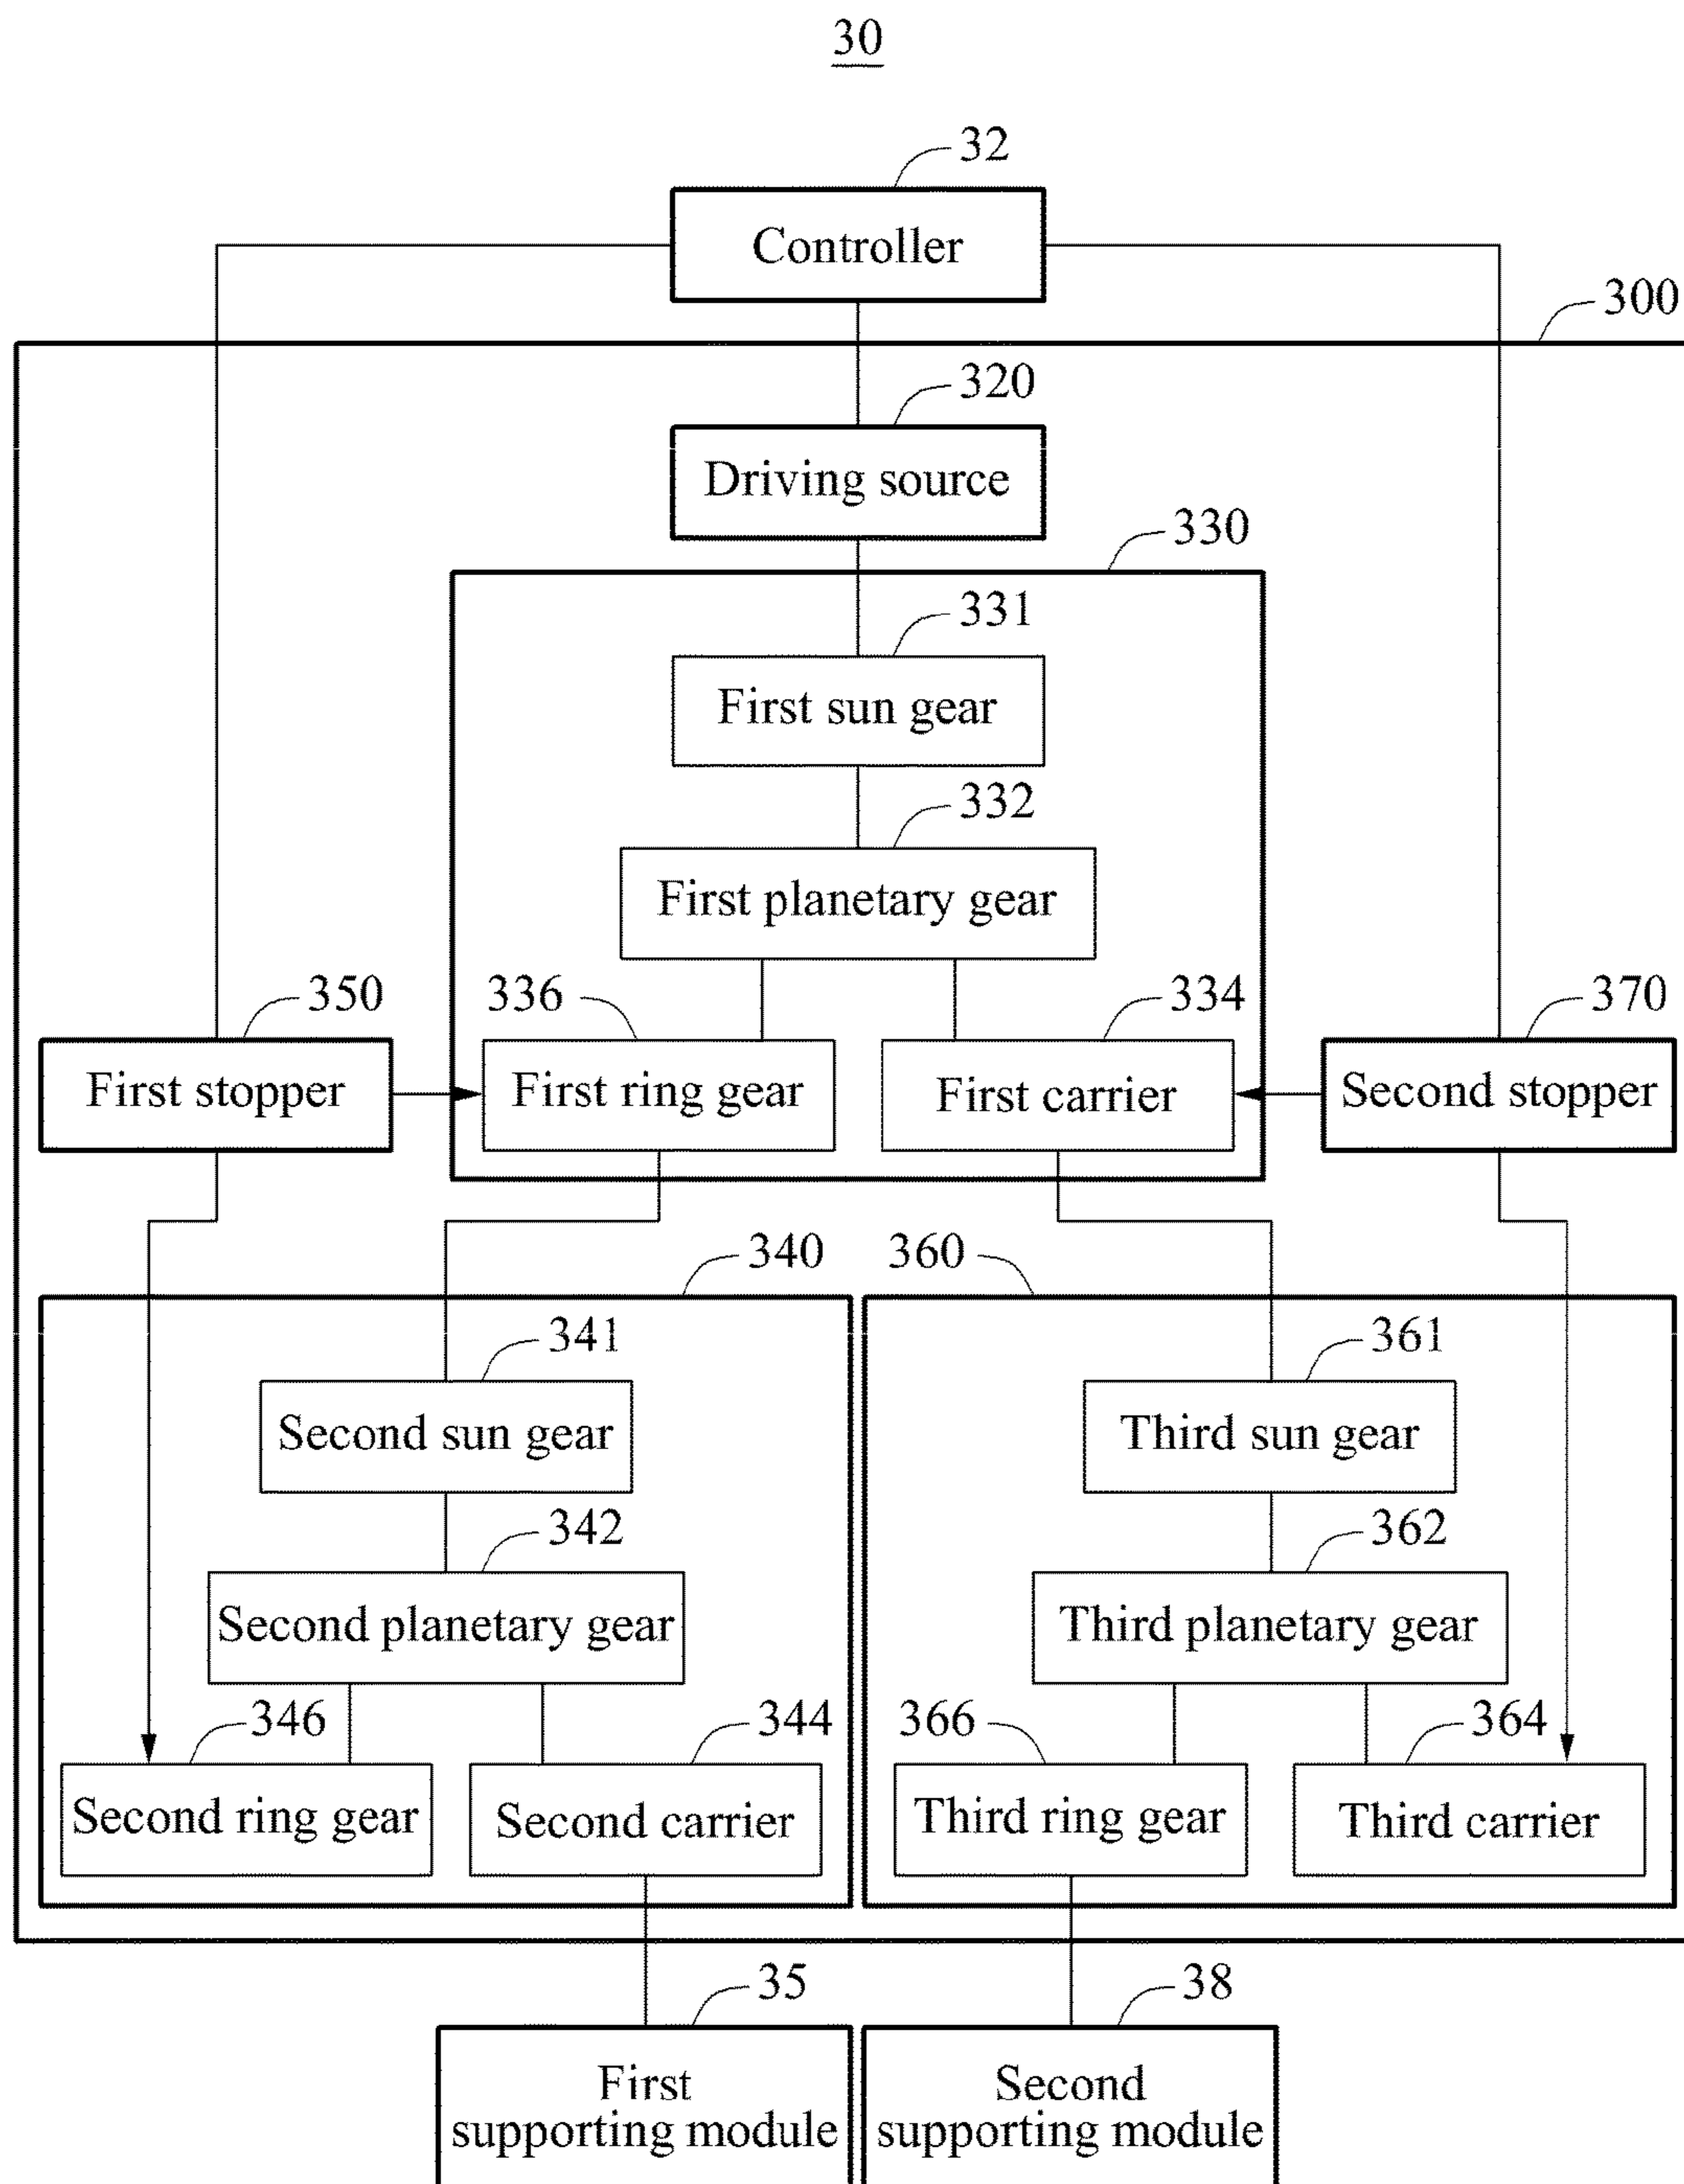 30
32
Controller
300
320
Driving source
330
331
First sun gear
332
First planetary gear
350
336
334
370
First stopper
First ring gear
First carrier
Second stopper
340
360
341
361
Second sun gear
Third sun gear
342
362
Second planetary gear
Third planetary gear
346
344
366
364
Second ring gear
Second carrier
Third ring gear
Third carrier
35
38
First
supporting module
Second
supporting module